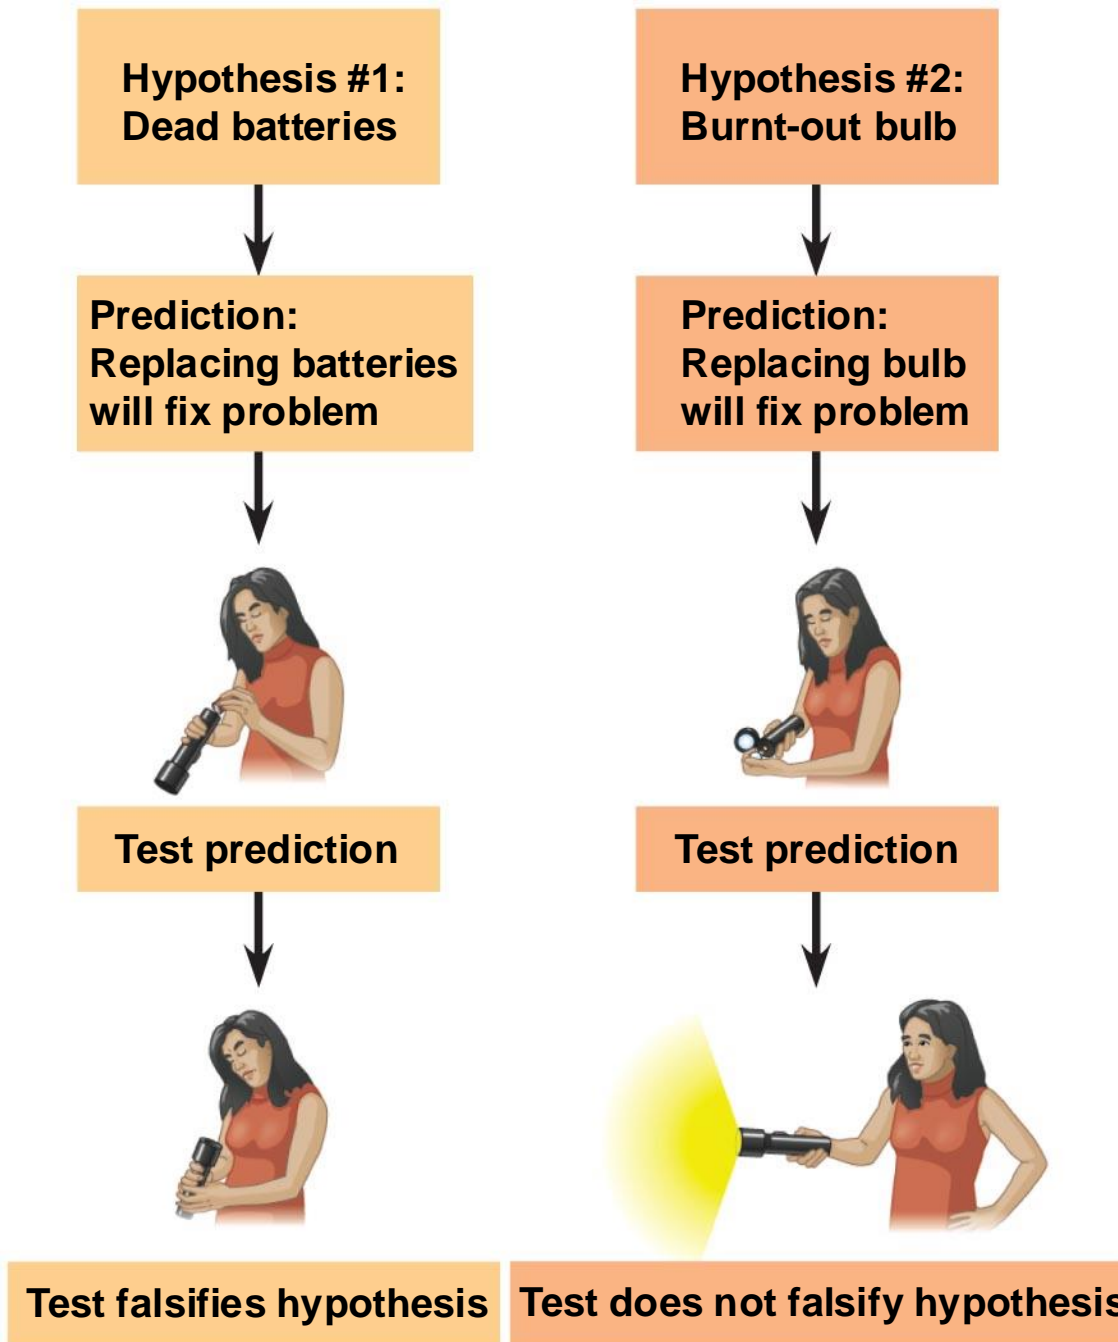 Hypothesis #1:
Dead batteries
Hypothesis #2:
Burnt-out bulb
Prediction:
Replacing batteries
will fix problem
Prediction:
Replacing bulb
will fix problem
Test prediction
Test prediction
Test falsifies hypothesis
Test does not falsify hypothesis